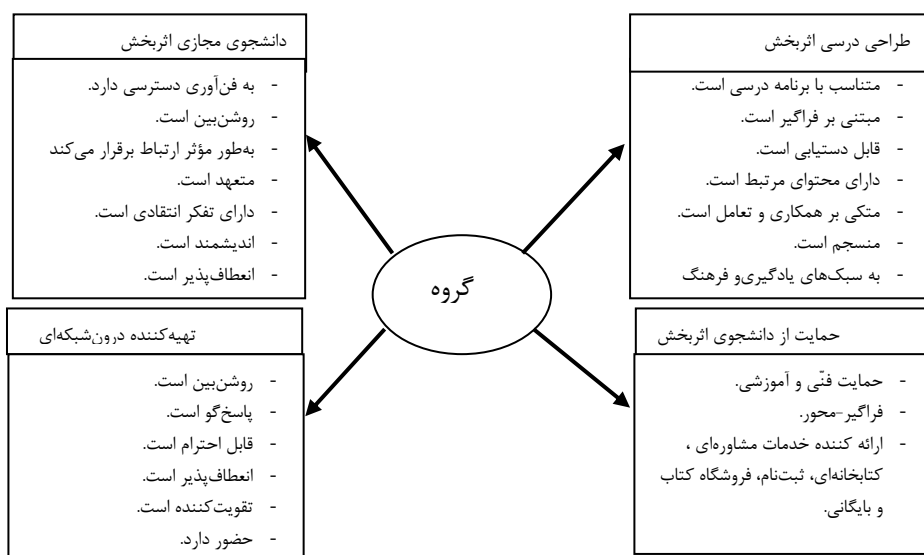 طراحی درسی اثربخش
- متناسب با برنامه درسی است.
- مبتنی بر فراگیر است.
- قابل دستیابی است.
- دارای محتوای مرتبط است.
- متکی بر همکاری و تعامل است.
- منسجم است.
- به سبک‌های یادگیری‌و فرهنگ
دانشجوی مجازی اثربخش
- به فن‌آوری دسترسی دارد.
- روشن‌بین است.
- به‌طور مؤثر ارتباط برقرار می‌کند
- متعهد است.
- دارای تفکر انتقادی است.
- اندیشمند است.
- انعطاف‌پذیر است.
گروه
حمایت از دانشجوی اثربخش
- حمایت فنّی و آموزشی.
- فراگیر-محور.
- ارائه کننده خدمات مشاوره‌ای ،
کتابخانه‌ای، ثبت‌نام، فروشگاه کتاب
و بایگانی.
تهیه‌کننده درون‌شبکه‌ای
- روشن‌بین است.
- پاسخ‌گو است.
- قابل احترام است.
- انعطاف‌پذیر است.
- تقویت‌کننده است.
- حضور دارد.